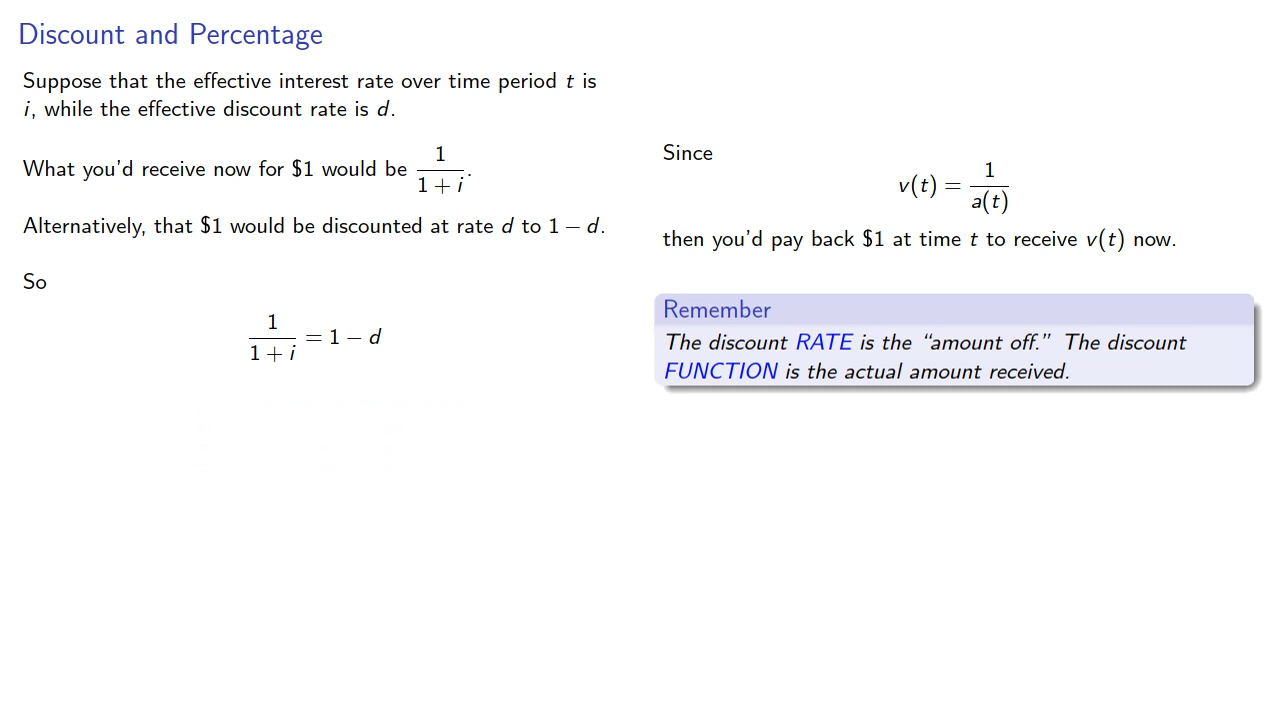 Discount and Percentage
Suppose that the effective interest rate over time period t is
i, while the effective discount rate is d.
What you'd receive now for $1 would be \frac{1}{1 + i}.
Alternatively, that $1 would be discounted at rate d to 1 − d.
So
\frac{1}{1 + i} = 1 − d
Since
v(t) = \frac{1}{a(t)}
then you'd pay back $1 at time t to receive v(t) now.
Remember
The discount RATE is the “amount off.” The discount
FUNCTION is the actual amount received.